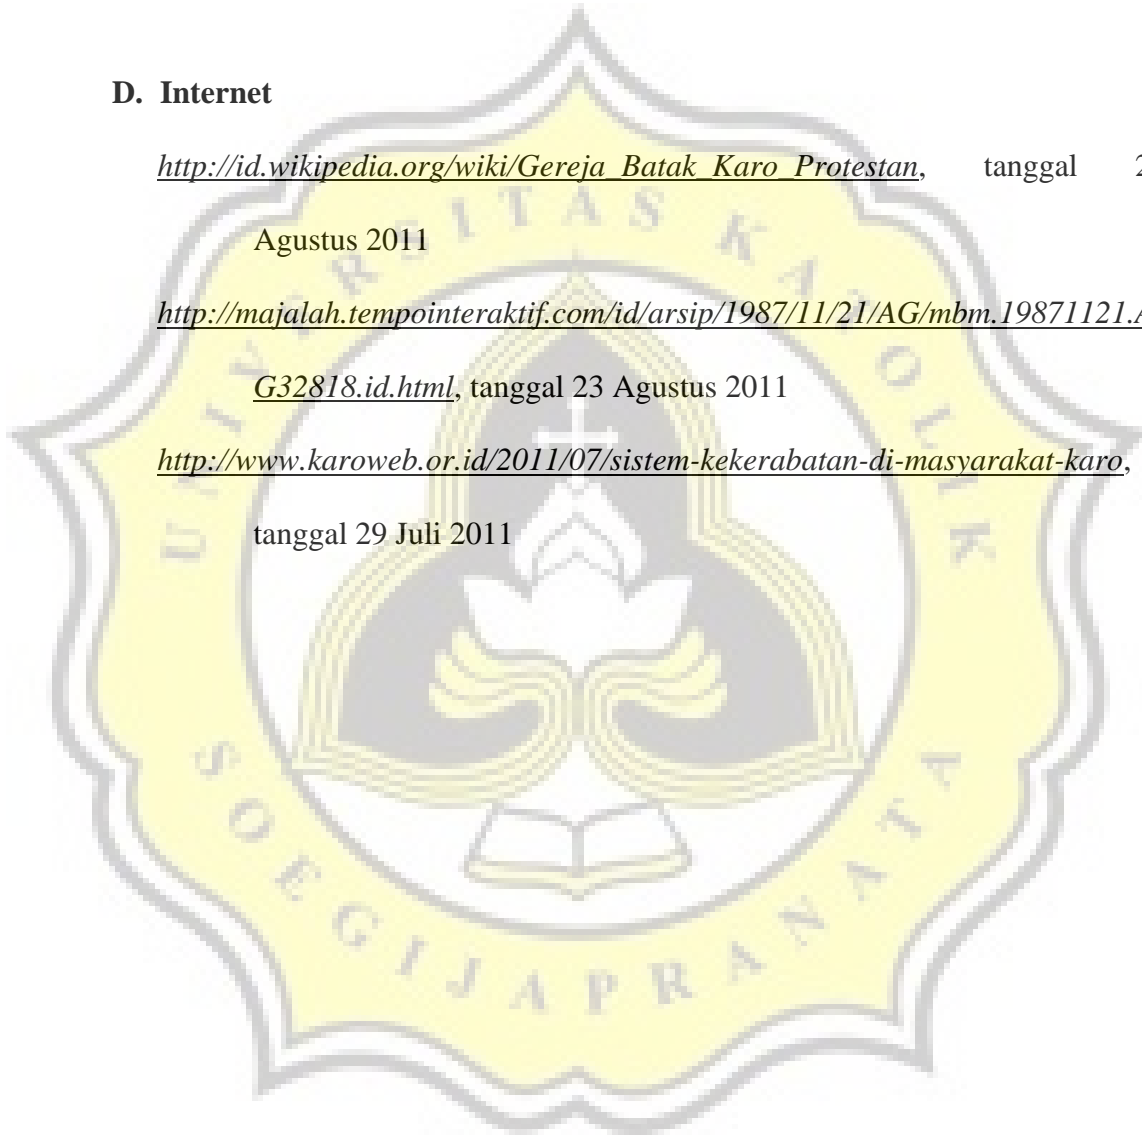 D. Internet
http://id.wikipedia.org/wiki/Gereja_Batak_Karo_Protestan, tanggal 2
Agustus 2011
http://majalah.tempointeraktif.com/id/arsip/1987/11/21/AG/mbm.19871121.A
G32818.id.html, tanggal 23 Agustus 2011
http://www.karoweb.or.id/2011/07/sistem-kekerabatan-di-masyarakat-karo,
tanggal 29 Juli 2011
UNIVERSITAS KATOLIK
SOEGIJAPRANATA